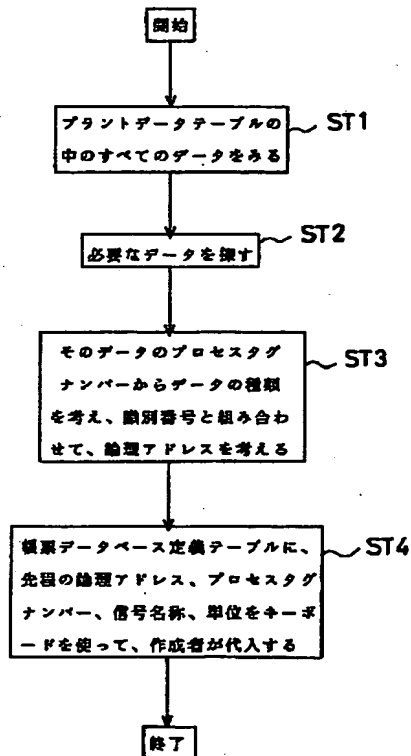 開始
プラントデータテーブルの
中のすべてのデータをみる
ST1
必要なデータを探す
ST2
そのデータのプロセスタグ
ナンバーからデータの種類
を考え、識別番号と組み合わ
せて、論理アドレスを考える
ST3
帳票データベース定義テーブルに、
先程の論理アドレス、プロセスタグ
ナンバー、信号名称、単位をキーボ
ードを使って、作成者が代入する
ST4
終了